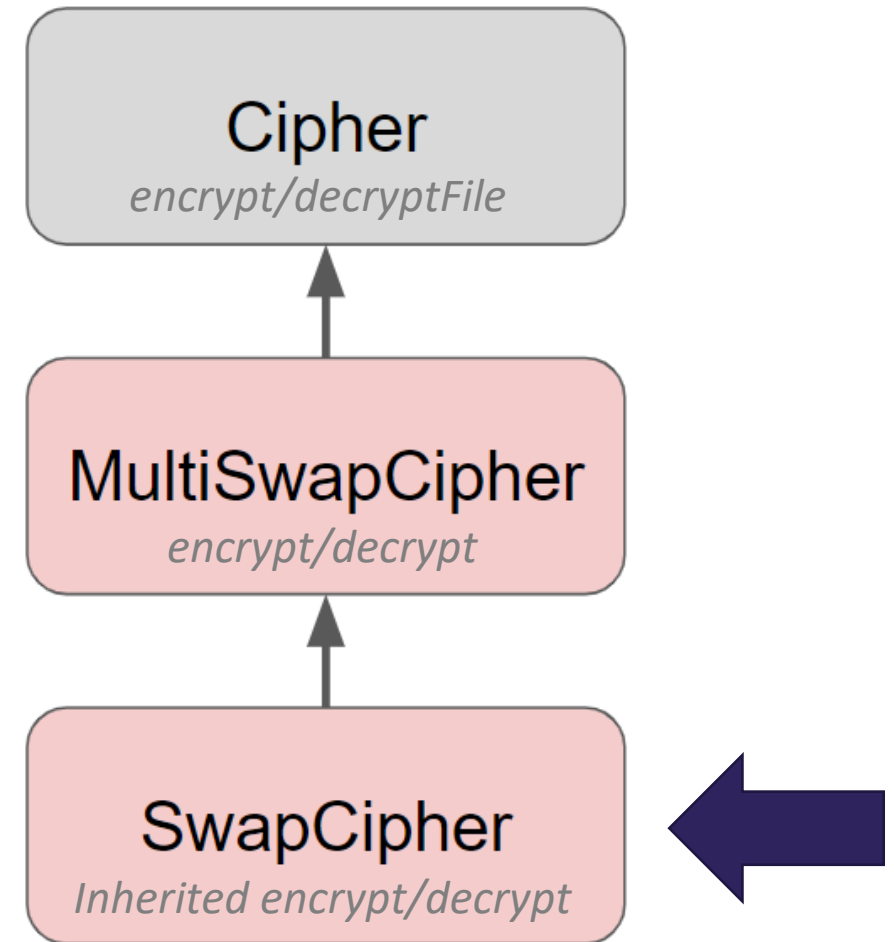 Cipher
encrypt/decryptFile
MultiSwapCipher
encrypt/decrypt
SwapCipher
Inherited encrypt/decrypt